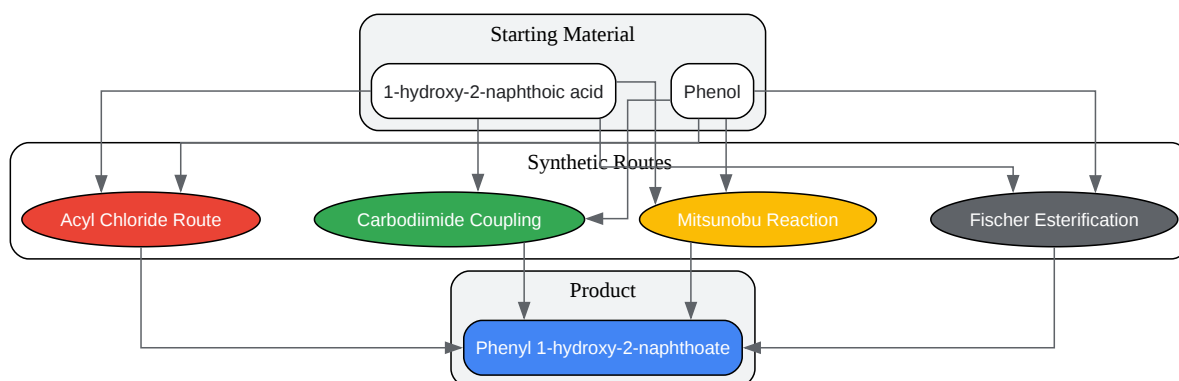 Starting Material
1-hydroxy-2-naphthoic acid
Phenol
Synthetic Routes
Acyl Chloride Route
Carbodiimide Coupling
Mitsunobu Reaction
Fischer Esterification
Product
Phenyl 1-hydroxy-2-naphthoate